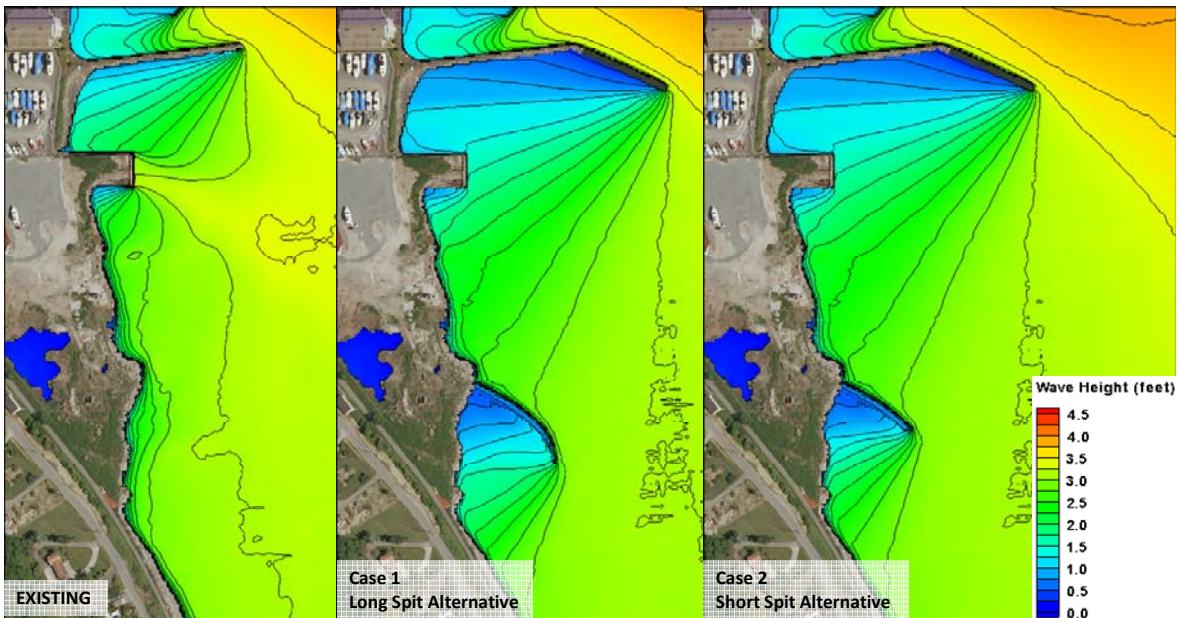 EXISTING
Case 1
Long Spit Alternative
Case 2
Short Spit Alternative
Wave Height (feet)
4.5
4.0
3.5
3.0
2.5
2.0
1.5
1.0
0.5
0.0